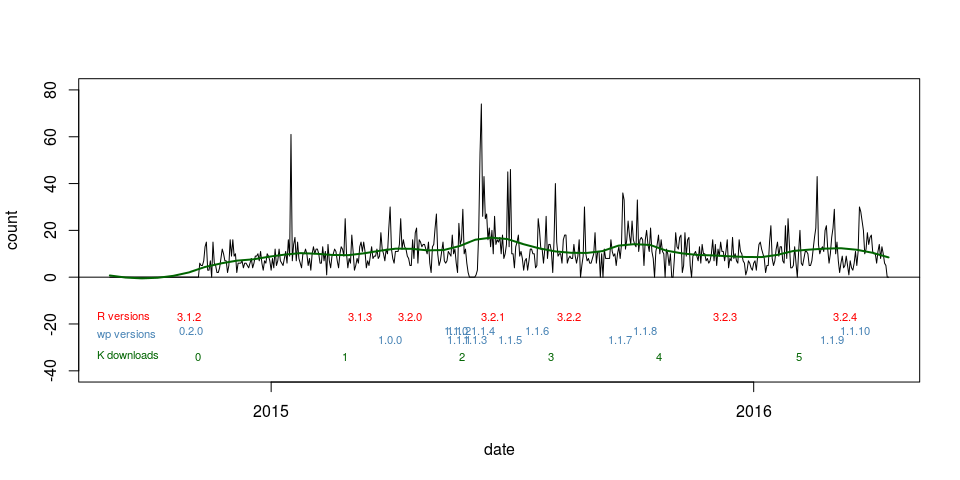 80
60
40
20
0
-20
-40
count
R versions 3.1.2 3.1.3 3.2.0 3.2.1 3.2.2 3.2.3 3.2.4
0.2.0 1.1.4 1.1.6 1.1.8 1.1.10
wp versions
1.0.0 1.1.3 1.1.5 1.1.7 1.1.9
K downloads 0 1 2 3 4 5
2015 2016
date